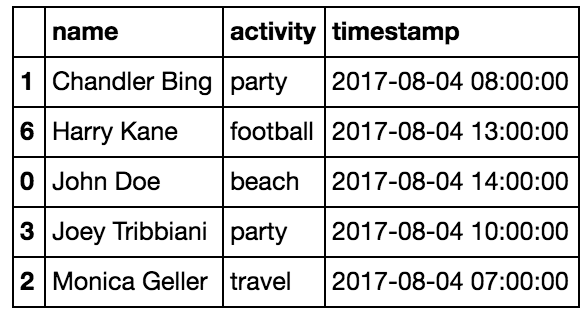 name activity timestamp
1 Chandler Bing party 2017-08-04 08:00:00
6 Harry Kane football 2017-08-04 13:00:00
0 John Doe beach 2017-08-04 14:00:00
3 Joey Tribbiani party 2017-08-04 10:00:00
2 Monica Geller travel 2017-08-04 07:00:00